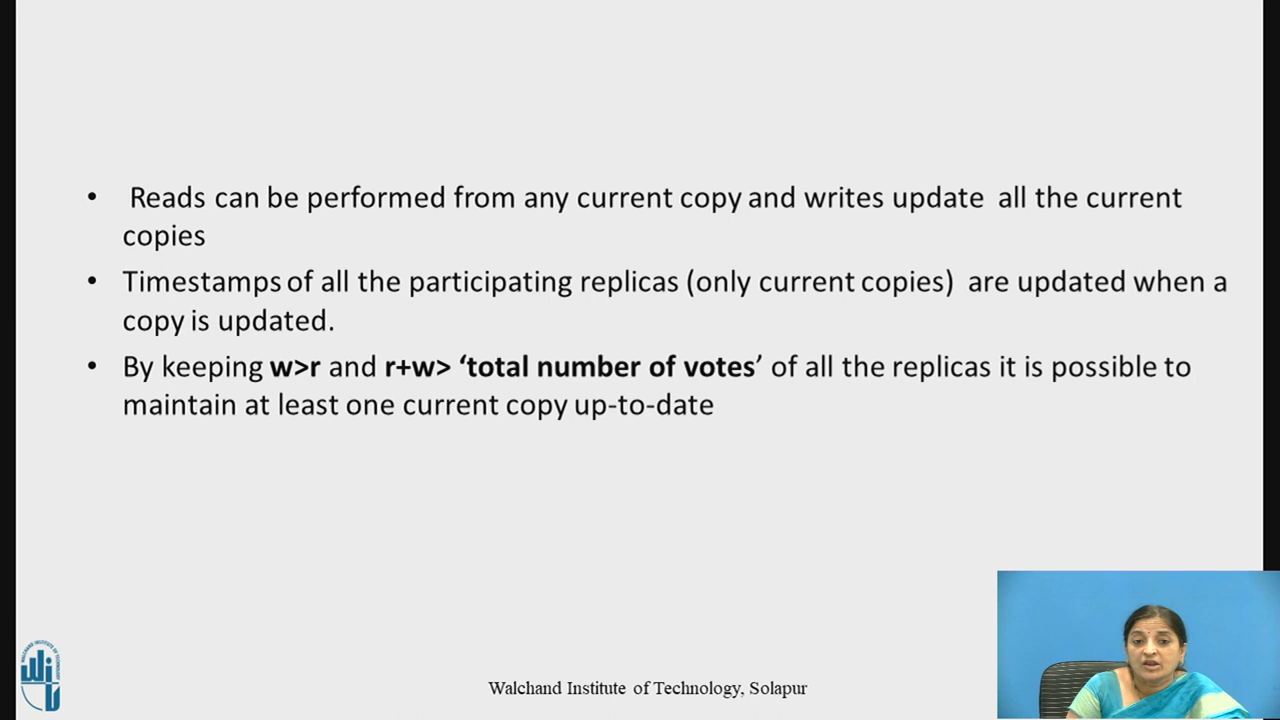 • Reads can be performed from any current copy and writes update all the current
copies
• Timestamps of all the participating replicas (only current copies) are updated when a
copy is updated.
• By keeping w>r and r+w> ‘total number of votes’ of all the replicas it is possible to
maintain at least one current copy up-to-date
Walchand Institute of Technology, Solapur